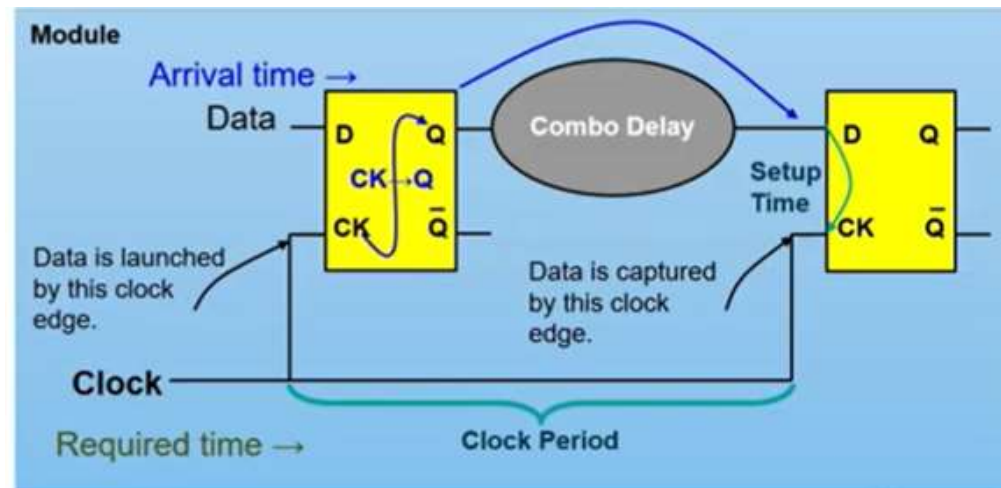 Module
Arrival time →
Data
D
Q
CK→Q
CK
Q̅
Combo Delay
Setup
Time
D
Q
CK
Q̅
Data is launched
by this clock
edge.
Data is captured
by this clock
edge.
Clock
Required time →
Clock Period